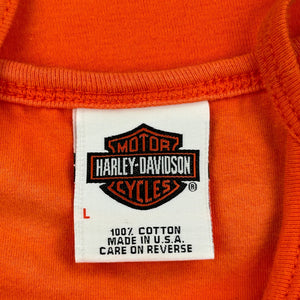 MOTOR
HARLEY-DAVIDSON
CYCLES ®
L
100% COTTON
MADE IN U.S.A.
CARE ON REVERSE